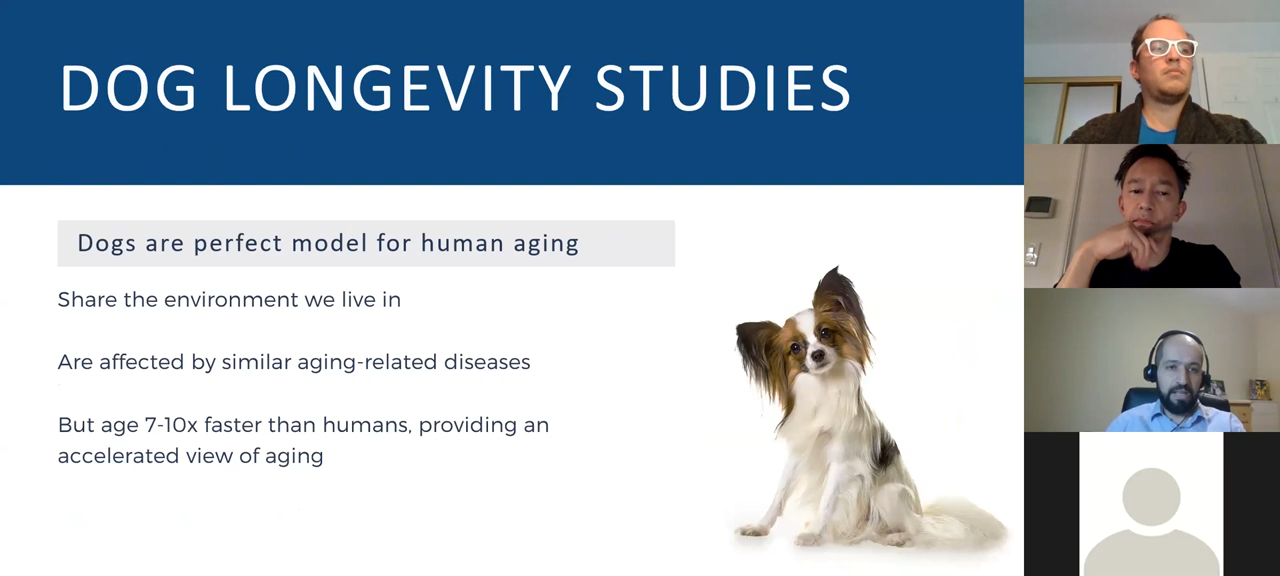 DOG LONGEVITY STUDIES
Dogs are perfect model for human aging
Share the environment we live in
Are affected by similar aging-related diseases
But age 7-10x faster than humans, providing an
accelerated view of aging